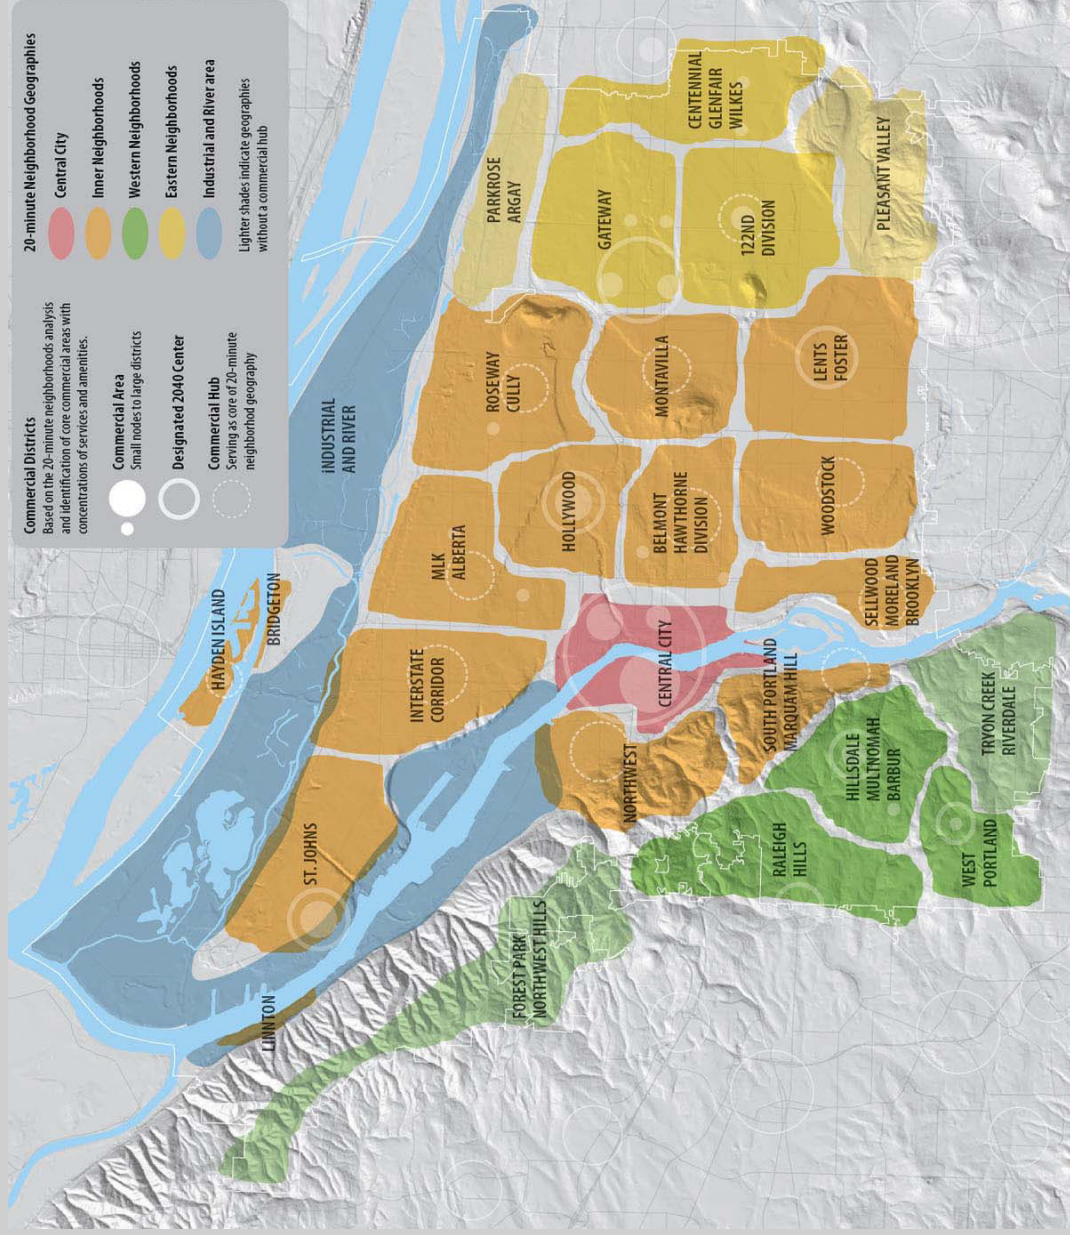 Commercial Districts
Based on the 20-minute neighborhoods analysis
and identification of core commercial areas with
concentrations of services and amenities.
Commercial Area
Small nodes to large districts
Designated 2040 Center
Commercial Hub
Serving as core of 20-minute
neighborhod geography
20-minute Neighborhood Geographies
Central City
Inner Neighborhoods
Western Neighborhoods
Eastern Neighborhoods
Industrial and River area
Lighter shades indicate geographies
without a commercial hub
HAYDEN ISLAND
BRIDGETON
iNDUSTRIAL
AND RIVER
LINNTON
ST. JOHNS
INTERSTATE
CORRIDOR
MLK
ALBERTA
ROSEWAY
CULLY
PARKROSE
ARGAY
FOREST PARK
NORTHWEST HILLS
NORTHWEST
CENTRAL CITY
HOLLYWOOD
BELMONT
HAWTHORNE
DIVISION
MONTAVILLA
GATEWAY
CENTENNIAL
GLENFAIR
WILKES
122ND
DIVISION
SOUTH PORTLAND
MARQUAM HILL
RALEIGH
HILLS
HILLSDALE
MULTNOMAH
BARBUR
WOODSTOCK
LENTS
FOSTER
PLEASANT VALLEY
SELLWOOD
MORELAND
BROOKLYN
WEST
PORTLAND
TRYON CREEK
RIVERDALE